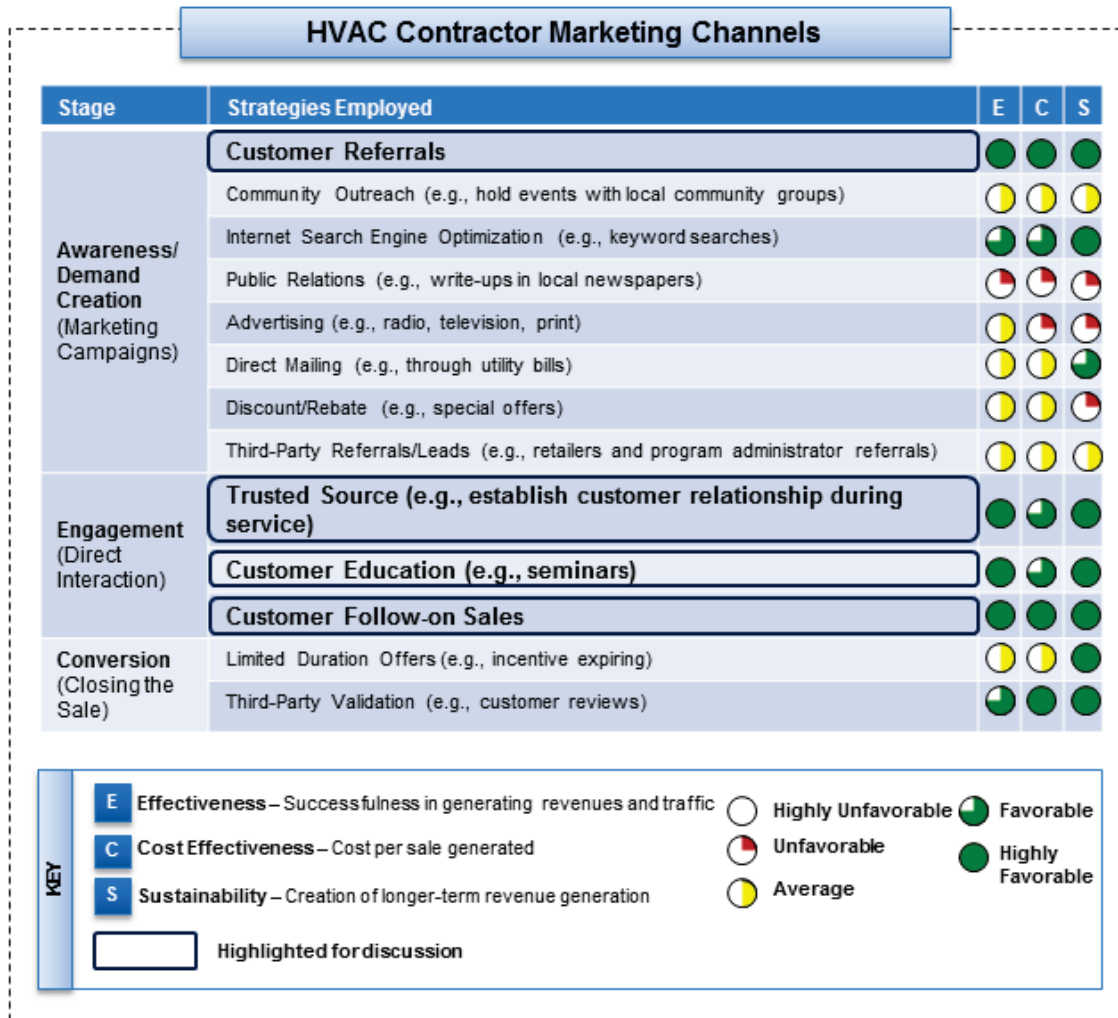 HVAC Contractor Marketing Channels
Stage Strategies Employed E C S
Awareness/
Demand
Creation
(Marketing
Campaigns)
Customer Referrals
Community Outreach (e.g., hold events with local community groups)
Internet Search Engine Optimization (e.g., keyword searches)
Public Relations (e.g., write-ups in local newspapers)
Advertising (e.g., radio, television, print)
Direct Mailing (e.g., through utility bills)
Discount/Rebate (e.g., special offers)
Third-Party Referrals/Leads (e.g., retailers and program administrator referrals)
Engagement
(Direct
Interaction)
Trusted Source (e.g., establish customer relationship during
service)
Customer Education (e.g., seminars)
Customer Follow-on Sales
Conversion
(Closing the
Sale)
Limited Duration Offers (e.g., incentive expiring)
Third-Party Validation (e.g., customer reviews)
KEY
E Effectiveness – Successfulness in generating revenues and traffic
C Cost Effectiveness – Cost per sale generated
S Sustainability – Creation of longer-term revenue generation
Highlighted for discussion
Highly Unfavorable
Unfavorable
Average
Favorable
Highly
Favorable